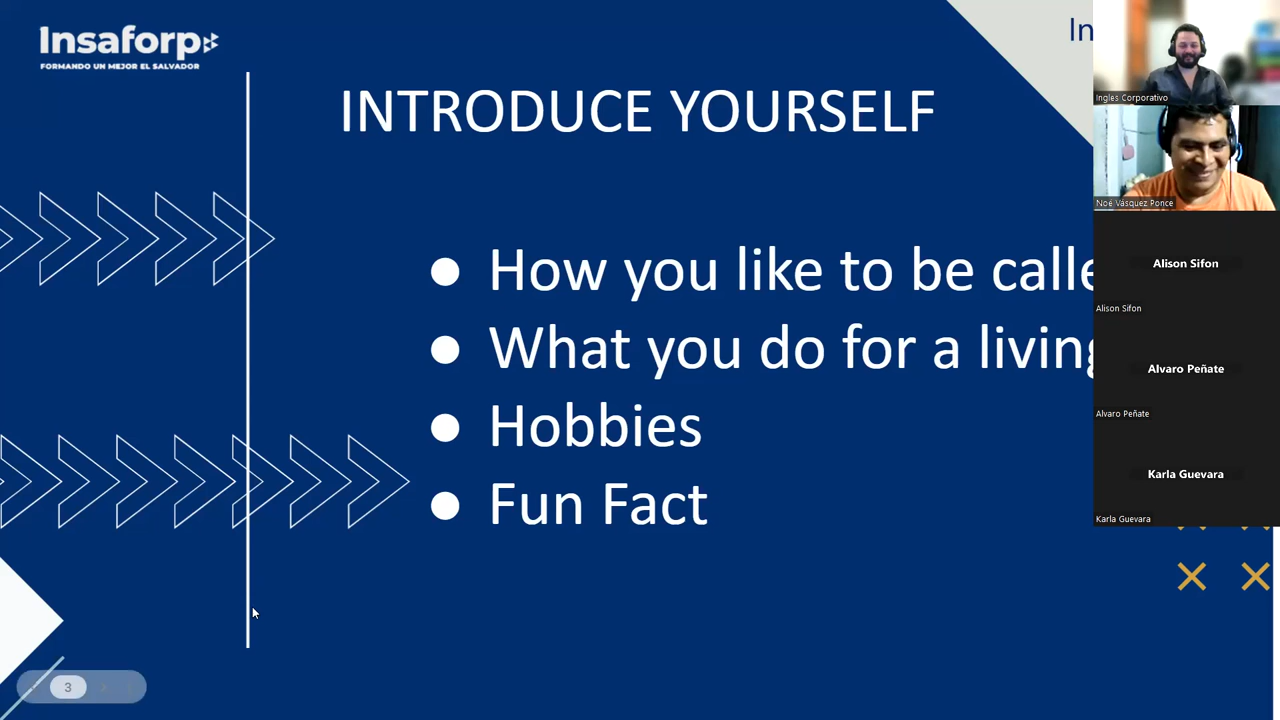 Insaforp
FORMANDO UN MEJOR EL SALVADOR
In
INTRODUCE YOURSELF
● How you like to be calle
● What you do for a living
● Hobbies
● Fun Fact
3
Ingles Corporativo
Noé Vásquez Ponce
Alison Sifon
Alison Sifon
Alvaro Peñate
Alvaro Peñate
Karla Guevara
Karla Guevara